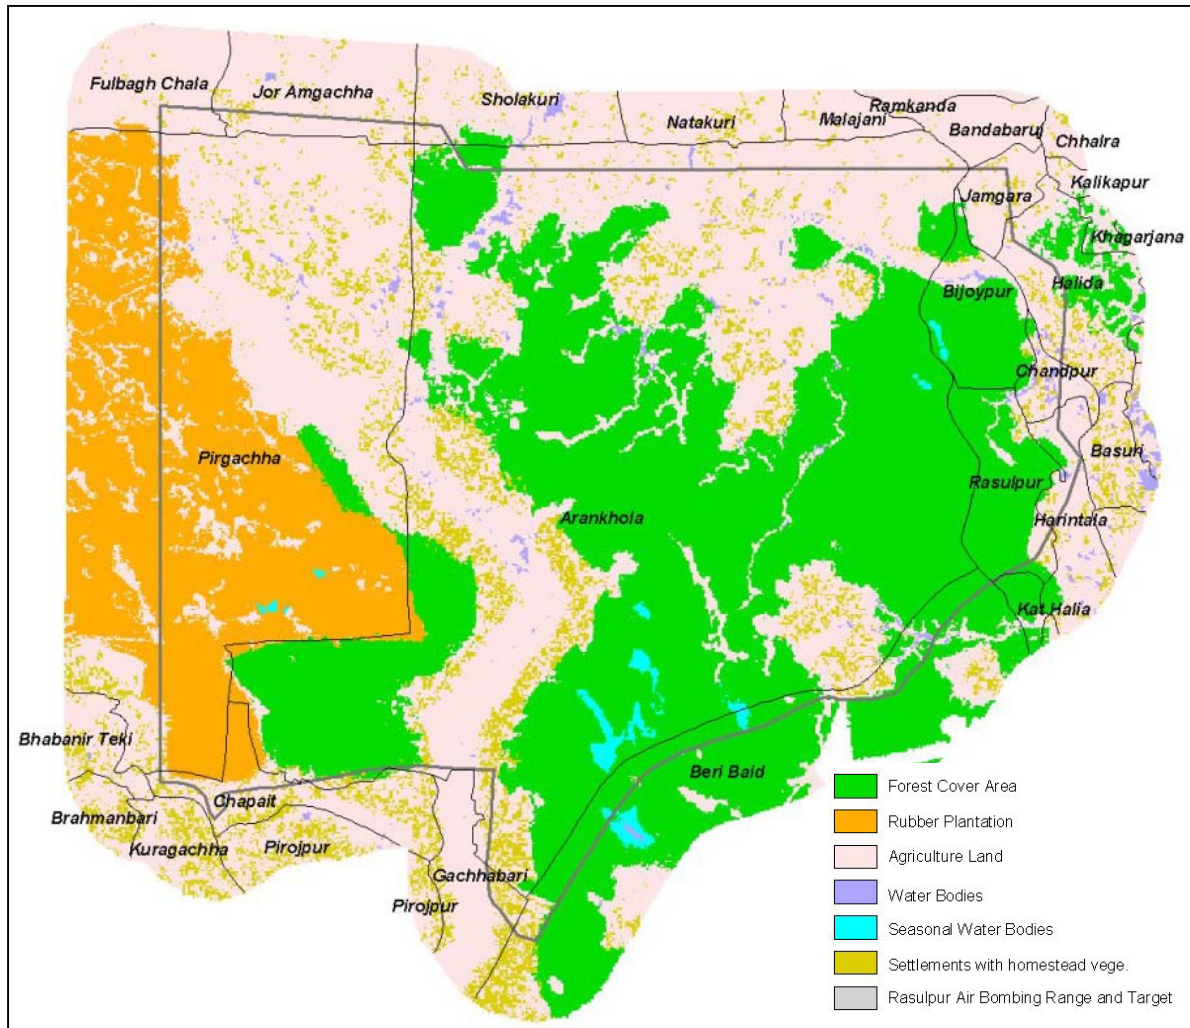 Fulbagh Chala
Jor Amgachha
Sholakuri
Natakuri
Malajani
Ramkanda
Bandabaruj
Chhalra
Jamgara
Kalikapur
Khagarjana
Halida
Bijoypur
Chandpur
Pirgachha
Basuri
Rasulpur
Arankhola
Harintala
Kat Halia
Bhabanir Teki
Beri Baid
Brahmanbari
Chapait
Kuragachha
Pirojpur
Gachhabari
Pirojpur
Forest Cover Area
Rubber Plantation
Agriculture Land
Water Bodies
Seasonal Water Bodies
Settlements with homestead vege.
Rasulpur Air Bombing Range and Target